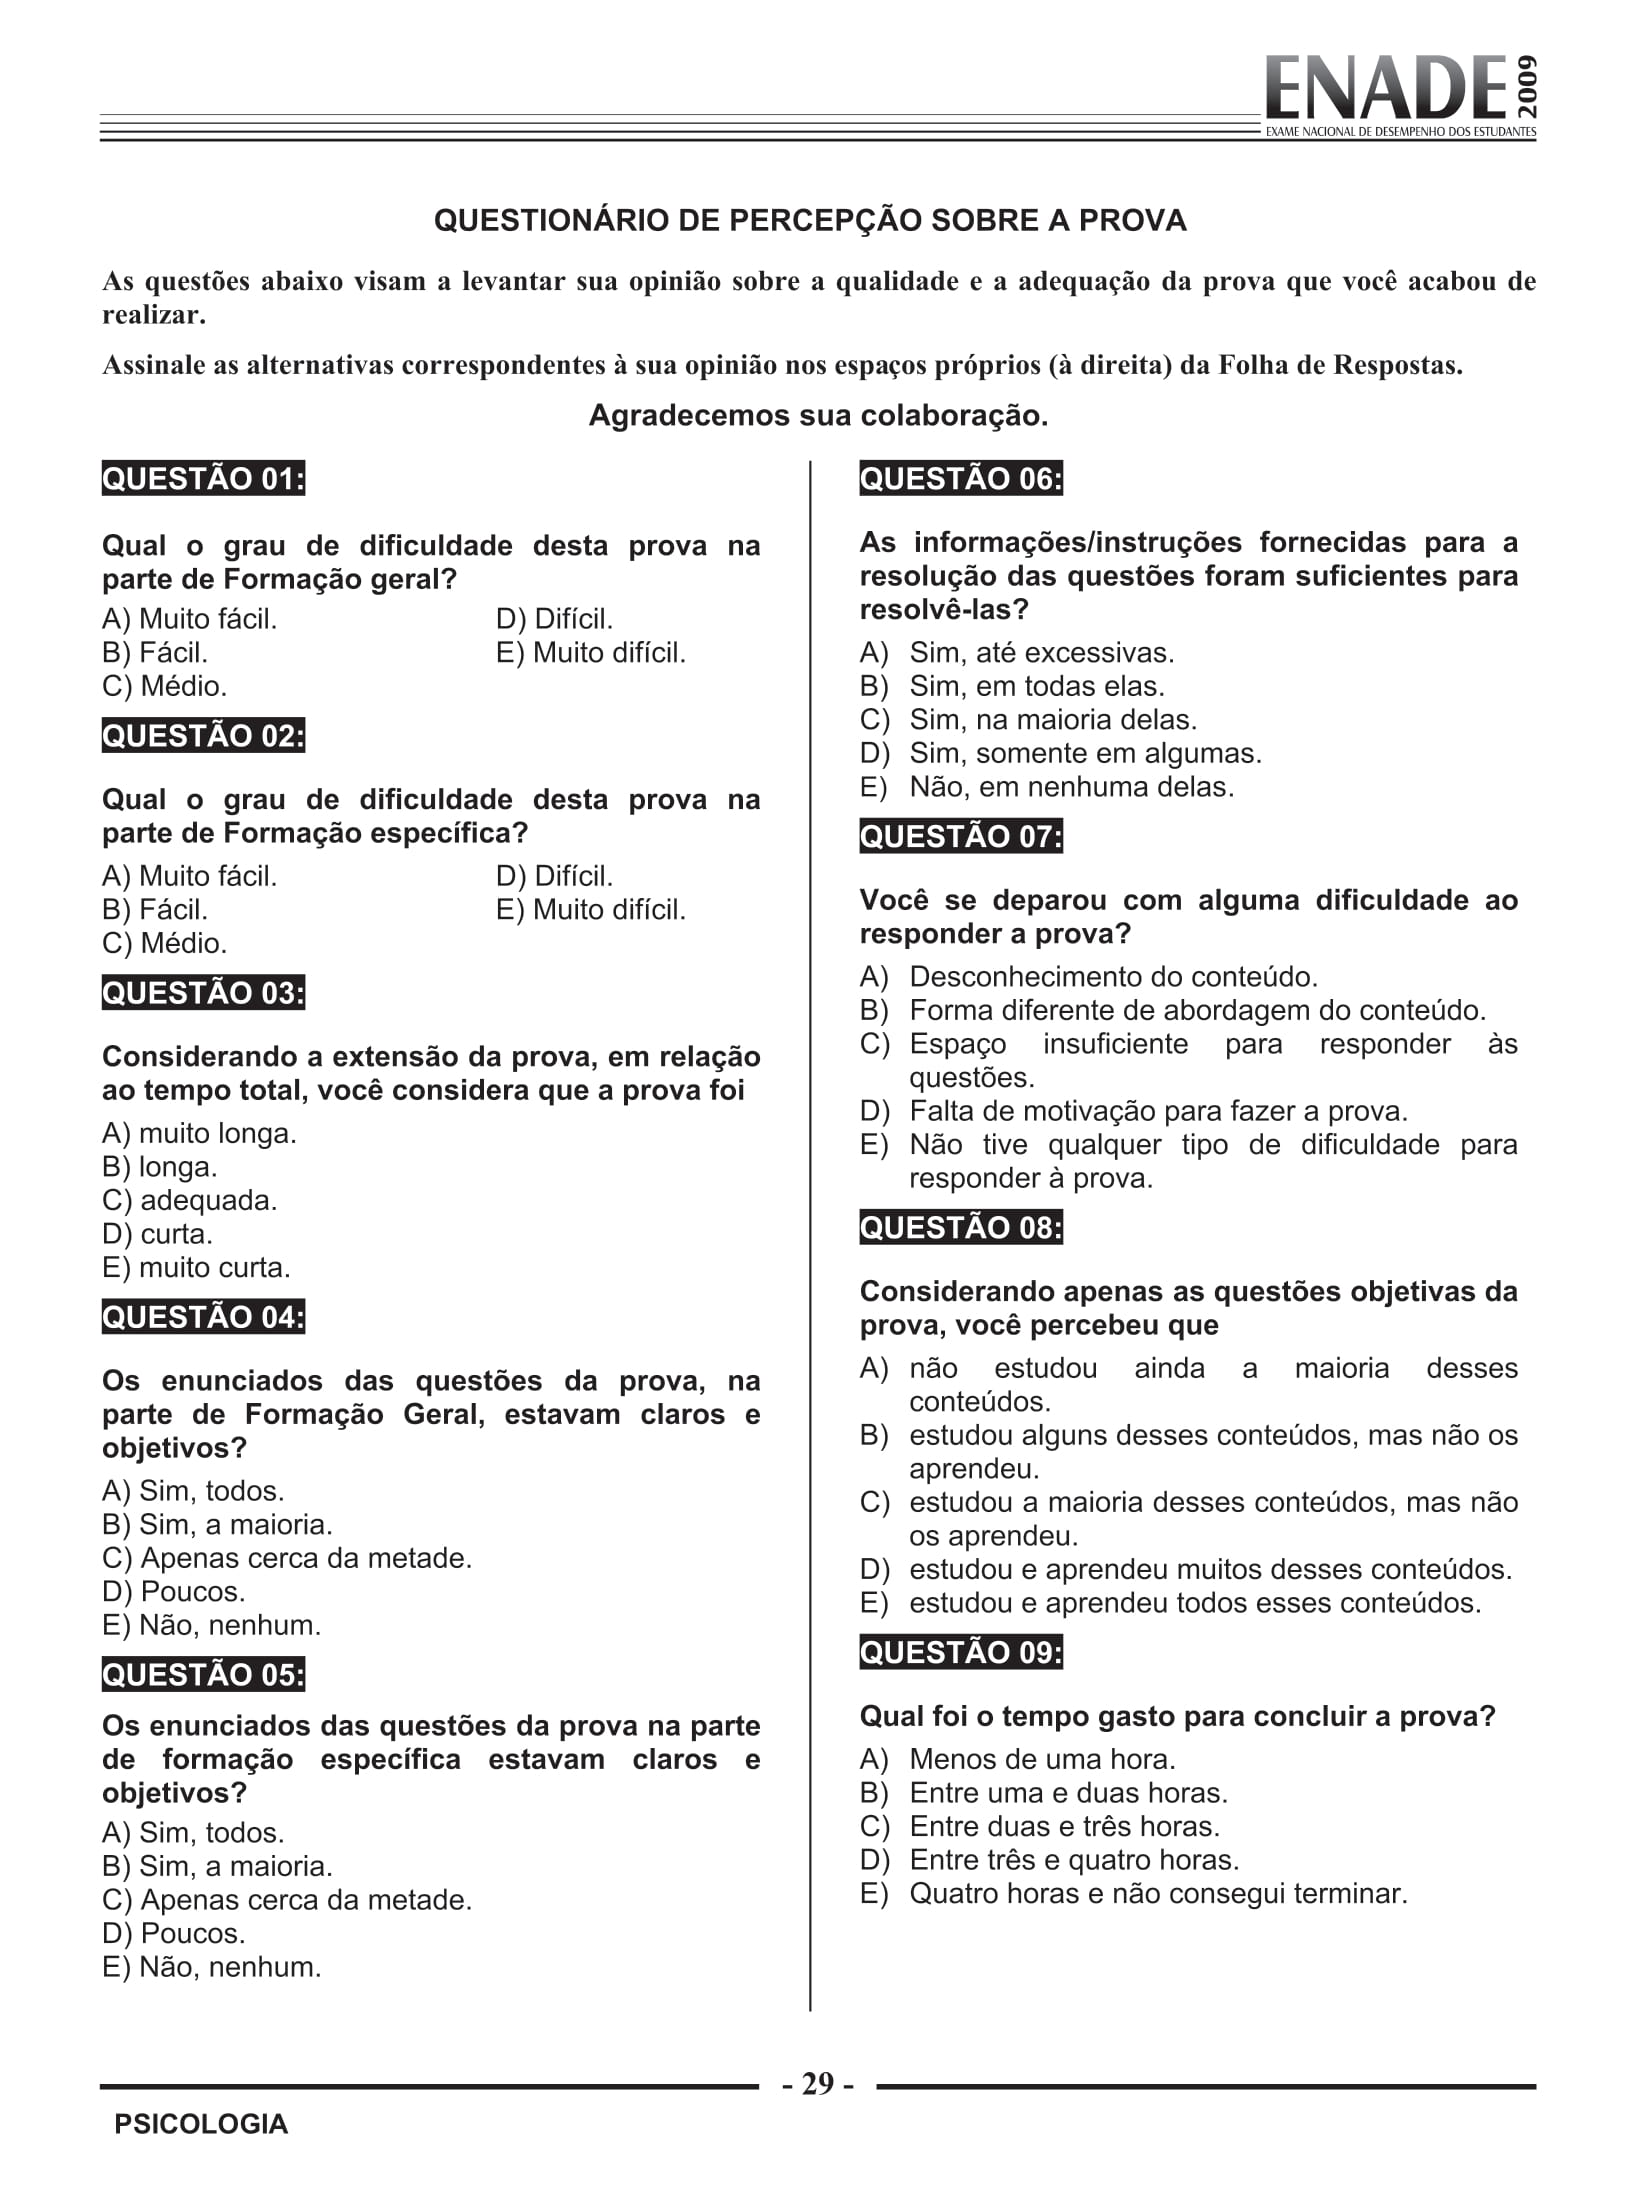 ENADE 2009
EXAME NACIONAL DE DESEMPENHO DOS ESTUDANTES
QUESTIONÁRIO DE PERCEPÇÃO SOBRE A PROVA
As questões abaixo visam a levantar sua opinião sobre a qualidade e a adequação da prova que você acabou de
realizar.
Assinale as alternativas correspondentes à sua opinião nos espaços próprios (à direita) da Folha de Respostas.
Agradecemos sua colaboração.
QUESTÃO 01:
Qual o grau de dificuldade desta prova na
parte de Formação geral?
A) Muito fácil.
B) Fácil.
C) Médio.
D) Difícil.
E) Muito difícil.
QUESTÃO 02:
Qual o grau de dificuldade desta prova na
parte de Formação específica?
A) Muito fácil.
B) Fácil.
C) Médio.
D) Difícil.
E) Muito difícil.
QUESTÃO 03:
Considerando a extensão da prova, em relação
ao tempo total, você considera que a prova foi
A) muito longa.
B) longa.
C) adequada.
D) curta.
E) muito curta.
QUESTÃO 04:
Os enunciados das questões da prova, na
parte de Formação Geral, estavam claros e
objetivos?
A) Sim, todos.
B) Sim, a maioria.
C) Apenas cerca da metade.
D) Poucos.
E) Não, nenhum.
QUESTÃO 05:
Os enunciados das questões da prova na parte
de formação específica estavam claros e
objetivos?
A) Sim, todos.
B) Sim, a maioria.
C) Apenas cerca da metade.
D) Poucos.
E) Não, nenhum.
QUESTÃO 06:
As informações/instruções fornecidas para a
resolução das questões foram suficientes para
resolvê-las?
A) Sim, até excessivas.
B) Sim, em todas elas.
C) Sim, na maioria delas.
D) Sim, somente em algumas.
E) Não, em nenhuma delas.
QUESTÃO 07:
Você se deparou com alguma dificuldade ao
responder a prova?
A) Desconhecimento do conteúdo.
B) Forma diferente de abordagem do conteúdo.
C) Espaço insuficiente para responder às
questões.
D) Falta de motivação para fazer a prova.
E) Não tive qualquer tipo de dificuldade para
responder à prova.
QUESTÃO 08:
Considerando apenas as questões objetivas da
prova, você percebeu que
A) não estudou ainda a maioria desses
conteúdos.
B) estudou alguns desses conteúdos, mas não os
aprendeu.
C) estudou a maioria desses conteúdos, mas não
os aprendeu.
D) estudou e aprendeu muitos desses conteúdos.
E) estudou e aprendeu todos esses conteúdos.
QUESTÃO 09:
Qual foi o tempo gasto para concluir a prova?
A) Menos de uma hora.
B) Entre uma e duas horas.
C) Entre duas e três horas.
D) Entre três e quatro horas.
E) Quatro horas e não consegui terminar.
- 29 -
PSICOLOGIA